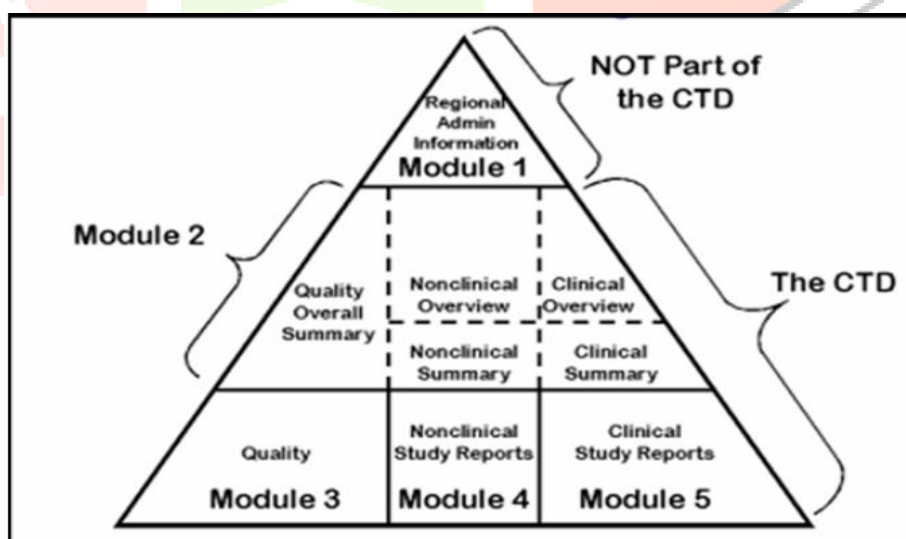 NOT Part of
the CTD
Regional
Admin
Information
Module 1
Module 2
The CTD
Quality
Overall
Summary
Nonclinical
Overview
Clinical
Overview
Nonclinical
Summary
Clinical
Summary
Quality
Module 3
Nonclinical
Study Reports
Module 4
Clinical
Study Reports
Module 5